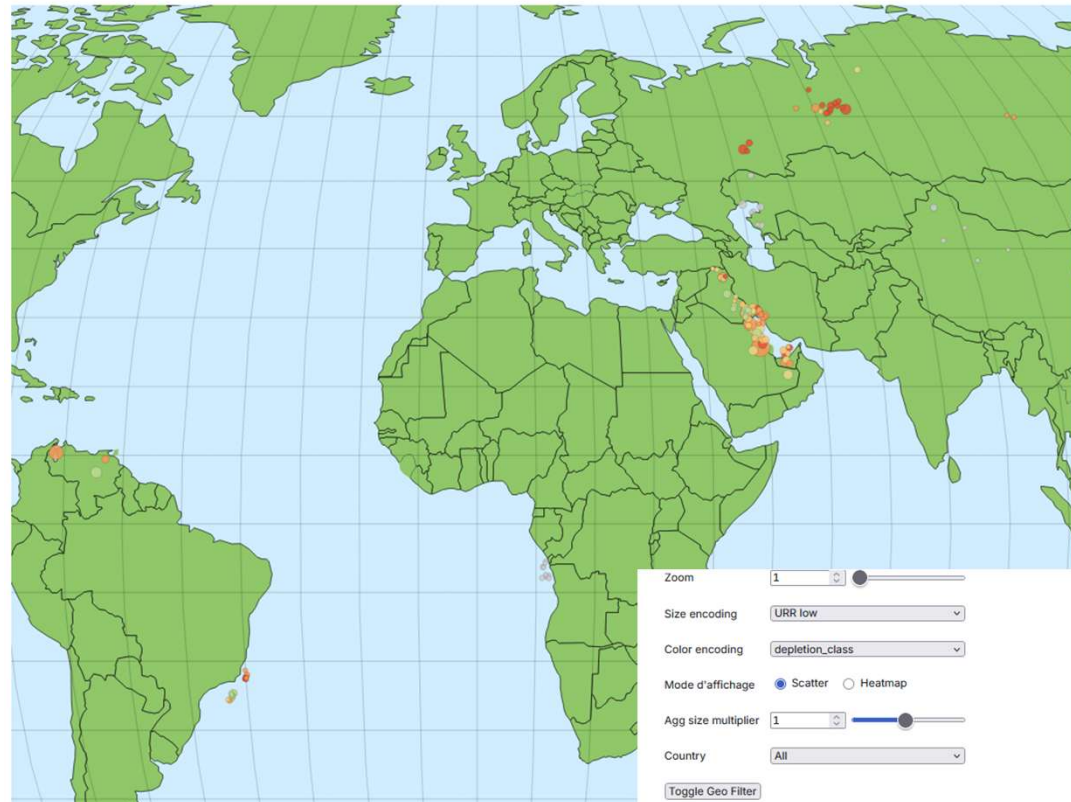 Zoom 1
Size encoding URR low
Color encoding depletion_class
Mode d'affichage Scatter Heatmap
Agg size multiplier 1
Country All
Toggle Geo Filter